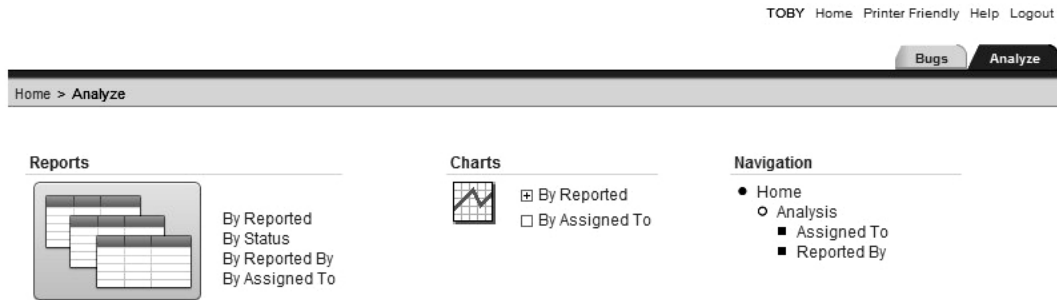 TOBY Home Printer Friendly Help Logout
Bugs Analyze
Home > Analyze
Reports
By Reported
By Status
By Reported By
By Assigned To
Charts
By Reported
By Assigned To
Navigation
Home
Analysis
Assigned To
Reported By